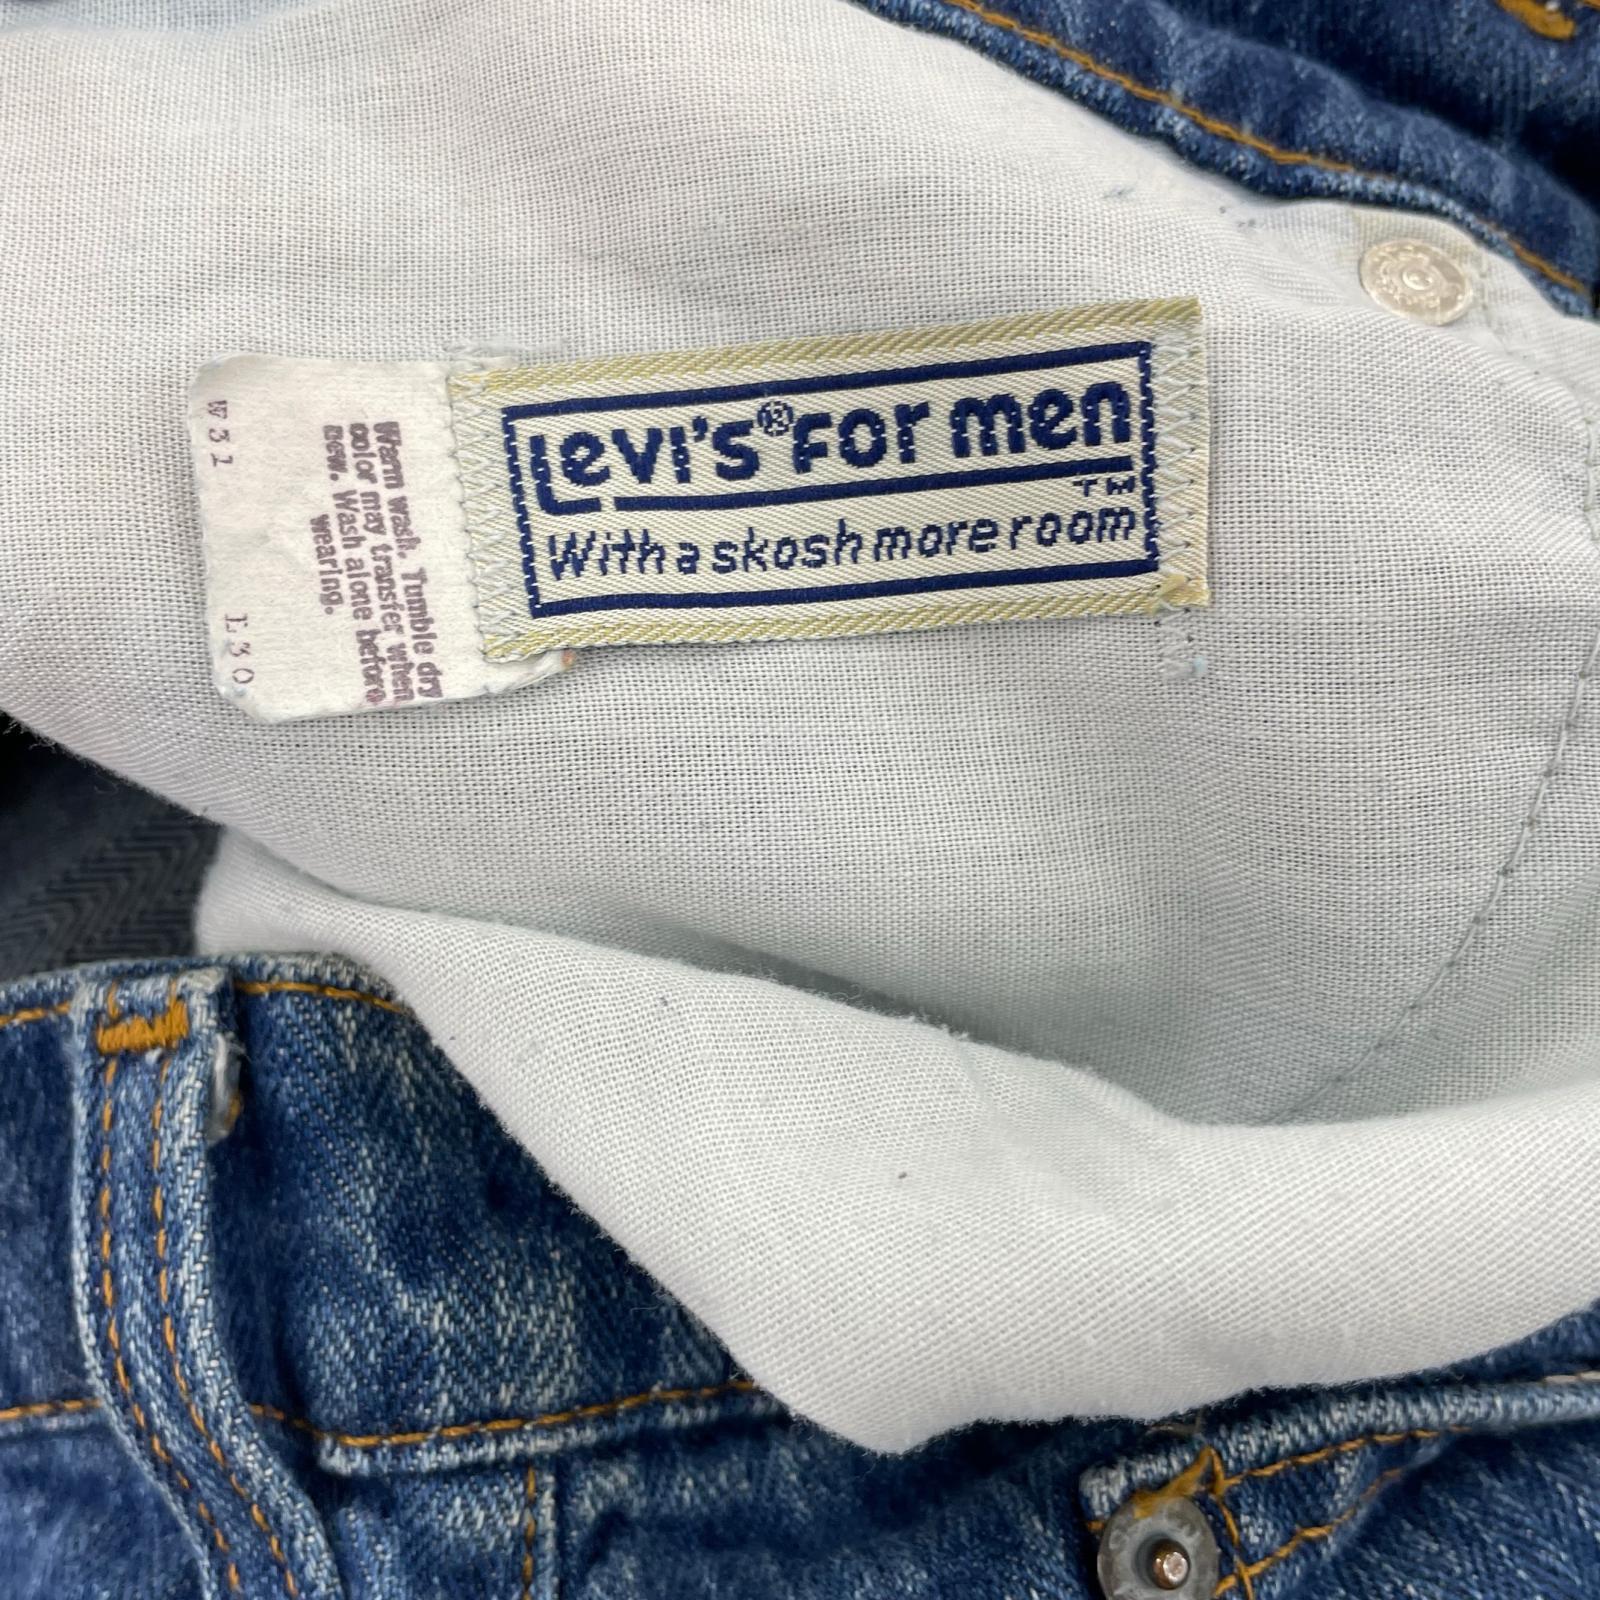 Levi's® FOR men
TM
With a skosh more room
Warm wash. Tumble dry
color may transfer when
new. Wash alone before
wearing.
W31 L30